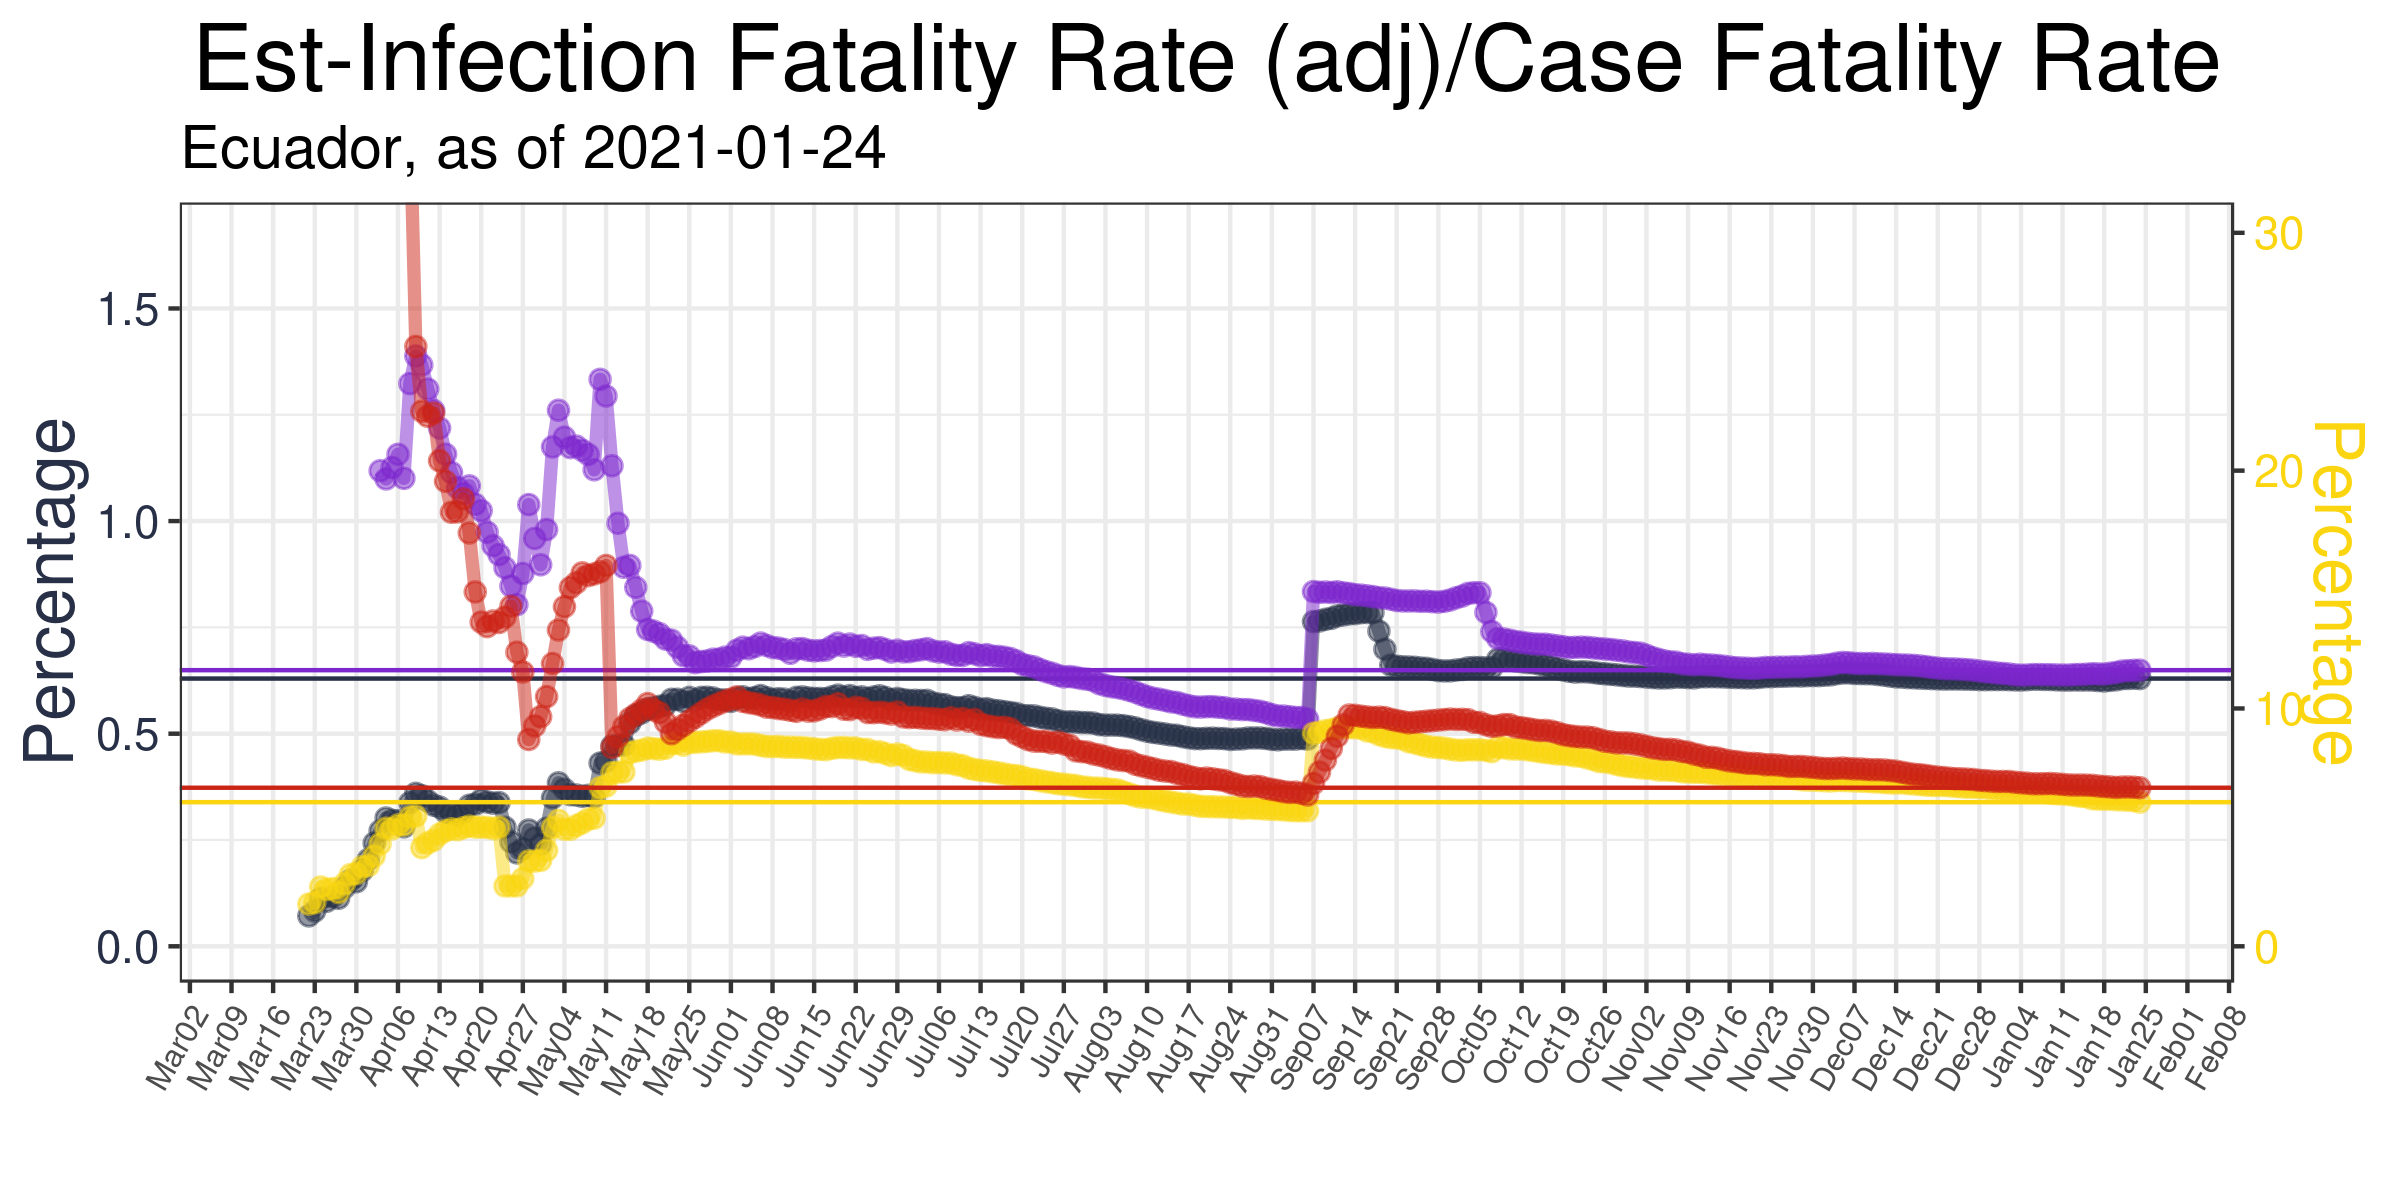 Est-Infection Fatality Rate (adj)/Case Fatality Rate
Ecuador, as of 2021-01-24
Percentage
1.5
1.0
0.5
0.0
30
20
10
0
Percentage
Mar02
Mar09
Mar16
Mar23
Mar30
Apr06
Apr13
Apr20
Apr27
May04
May11
May18
May25
Jun01
Jun08
Jun15
Jun22
Jun29
Jul06
Jul13
Jul20
Jul27
Aug03
Aug10
Aug17
Aug24
Aug31
Sep07
Sep14
Sep21
Sep28
Oct05
Oct12
Oct19
Oct26
Nov02
Nov09
Nov16
Nov23
Nov30
Dec07
Dec14
Dec21
Dec28
Jan04
Jan11
Jan18
Jan25
Feb01
Feb08